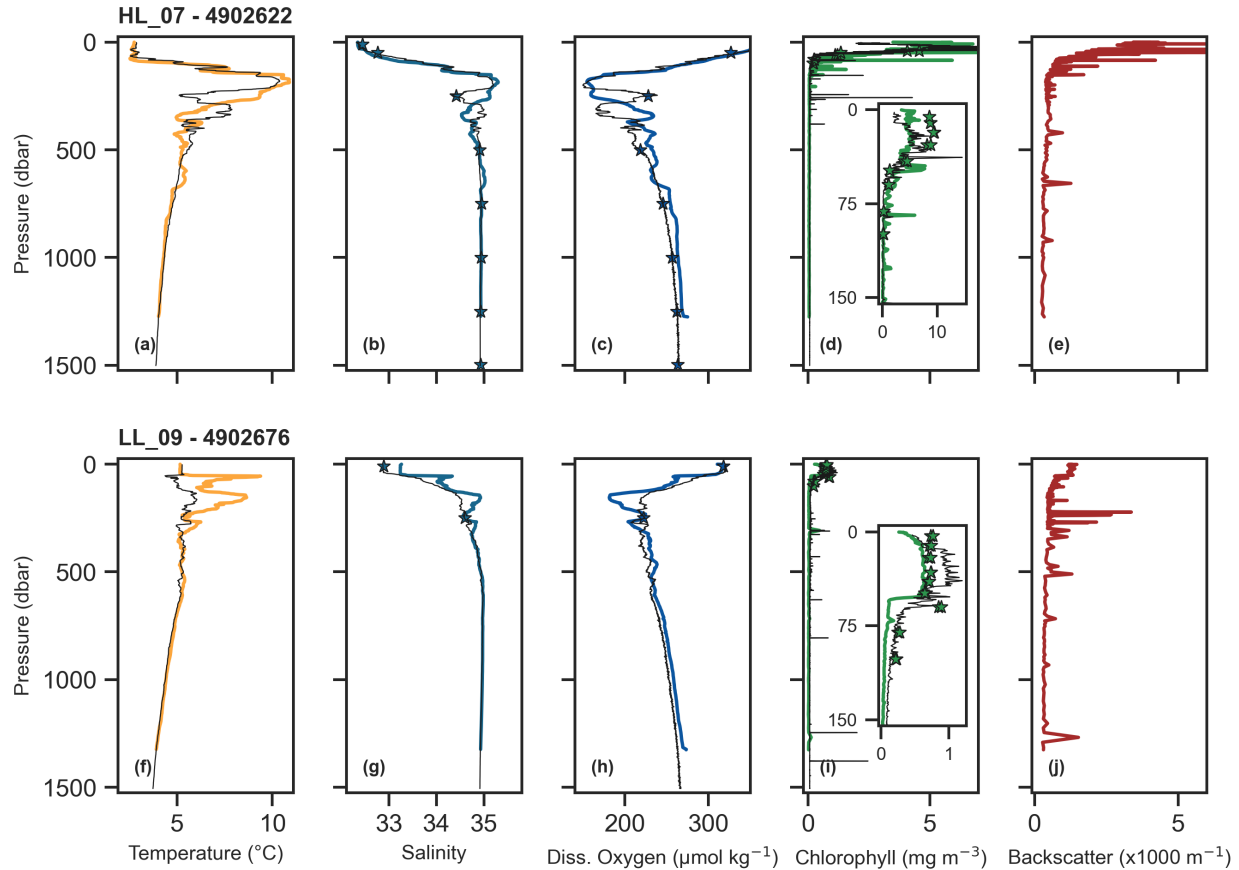 HL_07 - 4902622
0
500
1000
1500
Pressure (dbar)
(a)
(b)
(c)
(d)
0
75
150
0 10
(e)
LL_09 - 4902676
0
500
1000
1500
Pressure (dbar)
(f)
(g)
(h)
(i)
0
75
150
0 1
(j)
5 10
33 34 35
200 300
0 5
0 5
Temperature (°C)
Salinity
Diss. Oxygen (μmol kg⁻¹)
Chlorophyll (mg m⁻³)
Backscatter (x1000 m⁻¹)